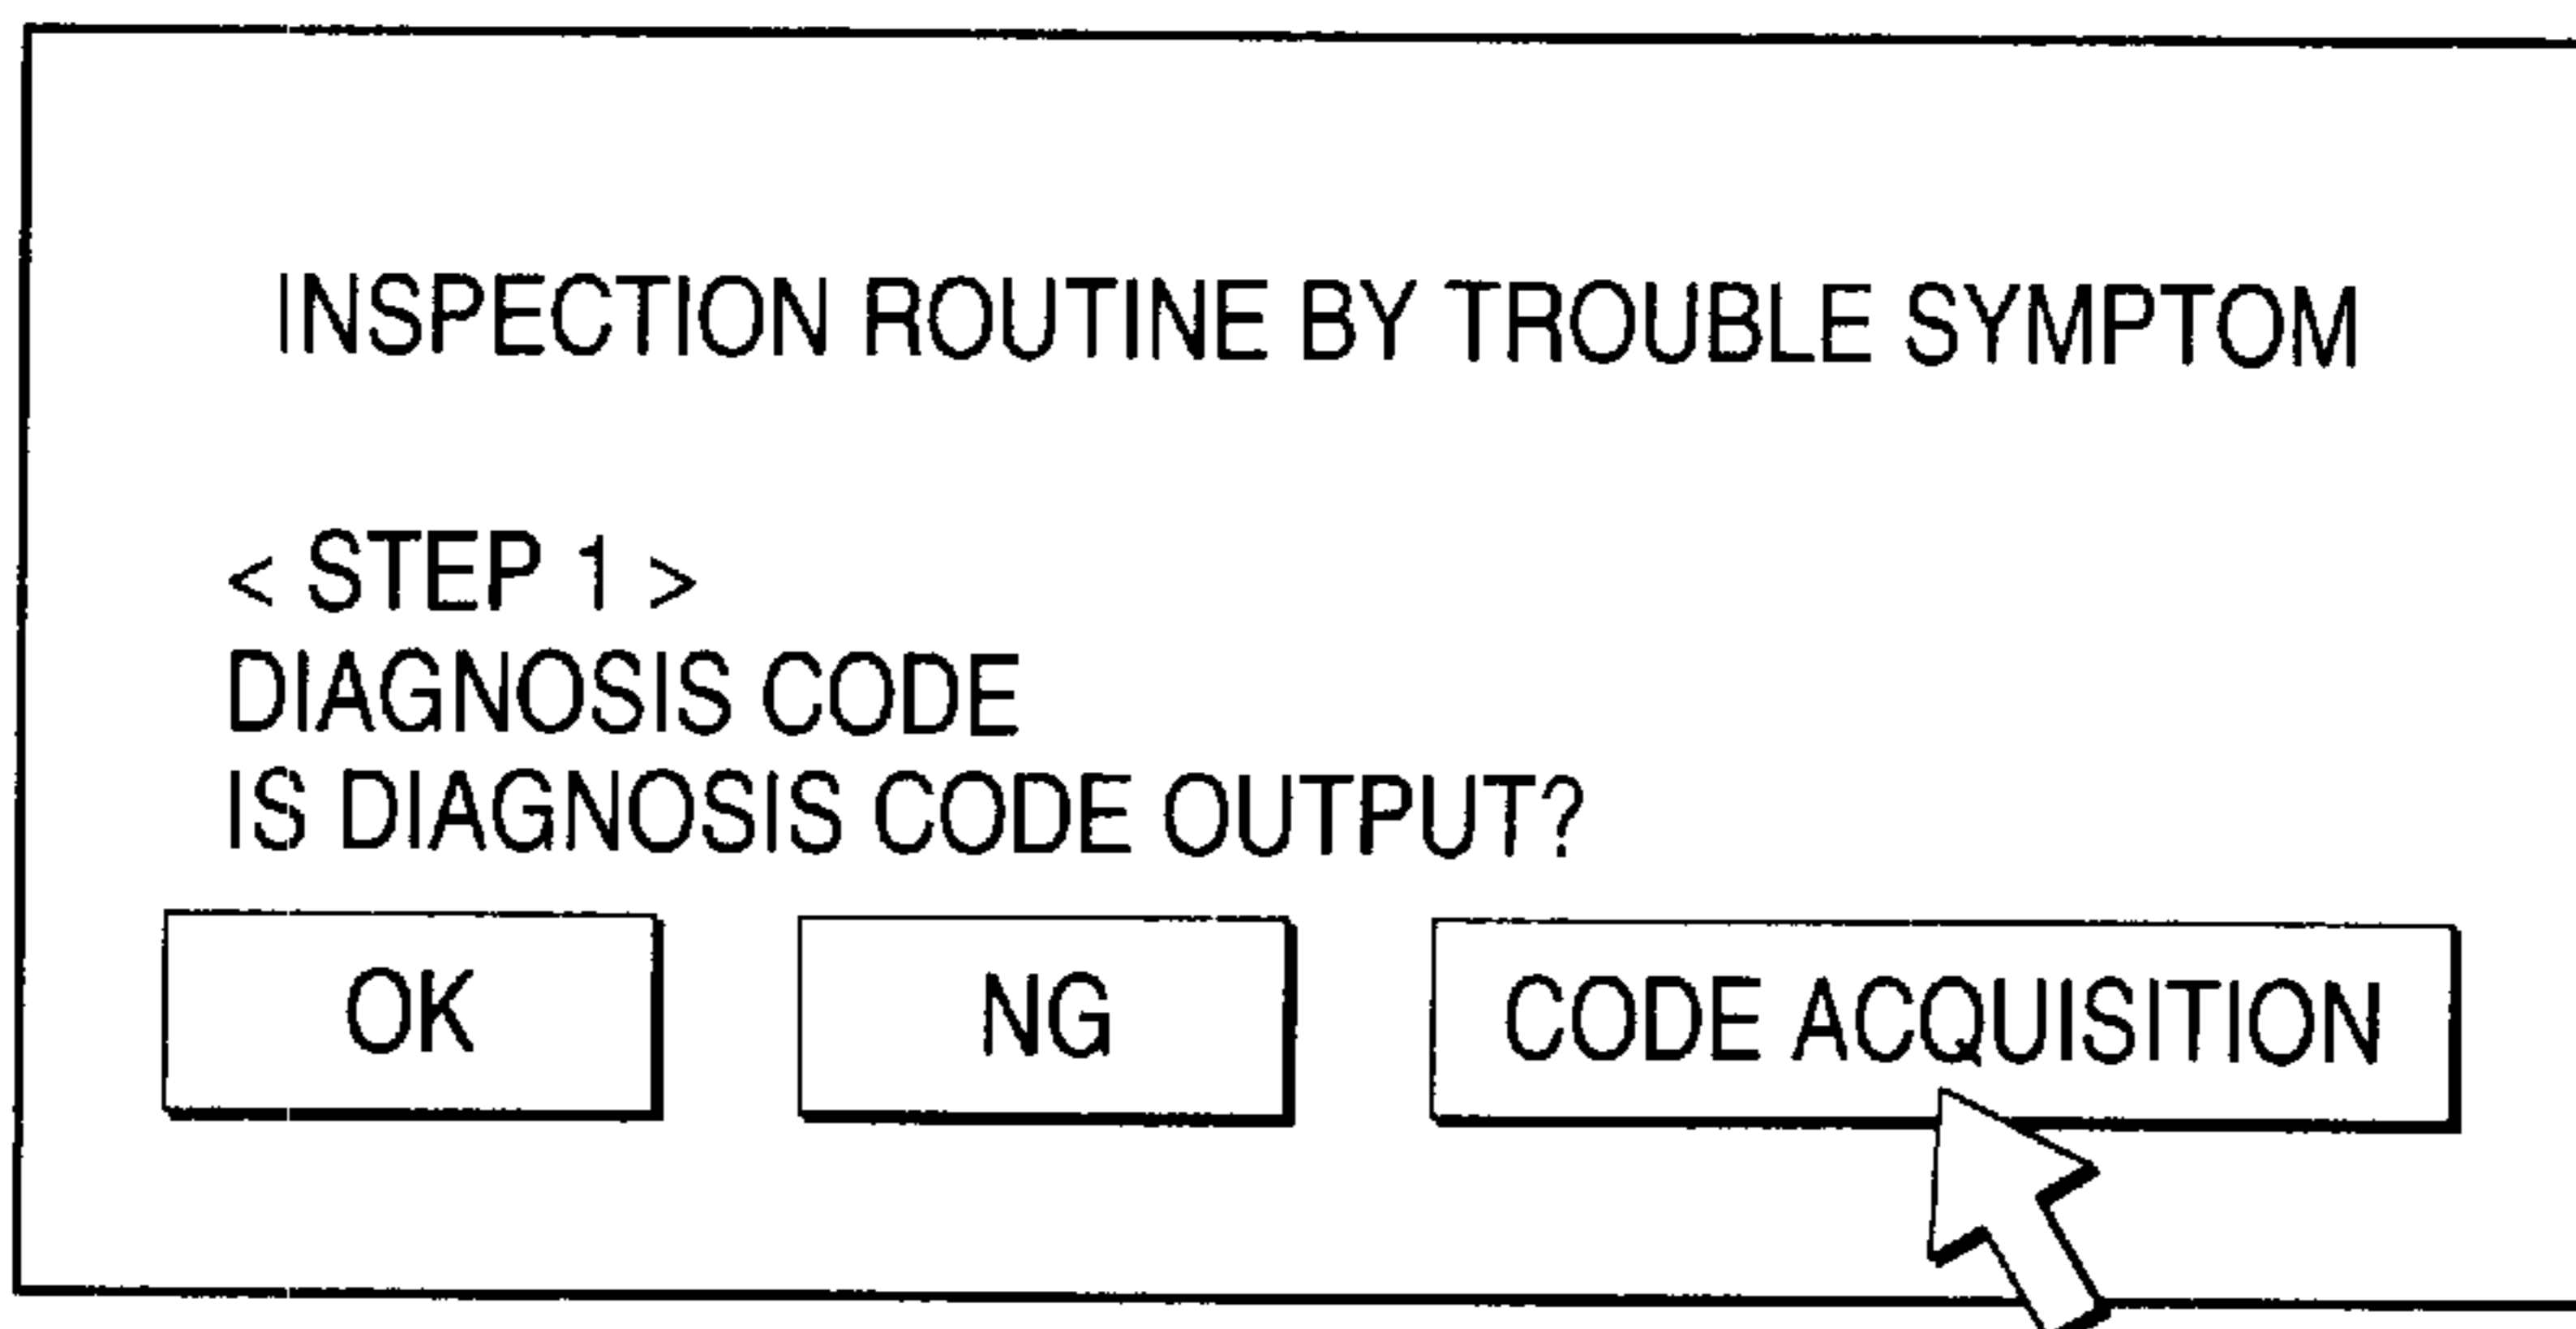 INSPECTION ROUTINE BY TROUBLE SYMPTOM
< STEP 1 >
DIAGNOSIS CODE
IS DIAGNOSIS CODE OUTPUT?
OK NG CODE ACQUISITION